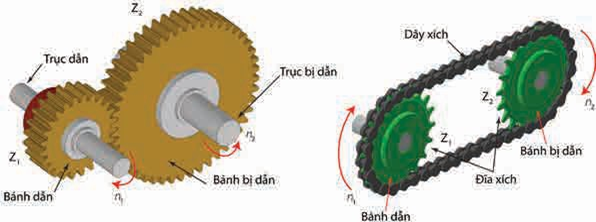 Z₂
Trục dẫn
Trục bị dẫn
Z₁
n₂
Bánh dẫn
Bánh bị dẫn
n₁
Dây xích
n₂
Z₂
Z₁
Bánh bị dẫn
Đĩa xích
n₁
Bánh dẫn